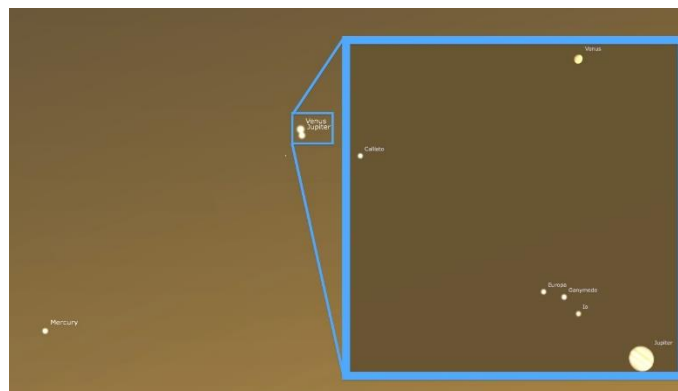 Venus
Jupiter
Mercury
Venus
Callisto
Europa
Ganymede
Io
Jupiter